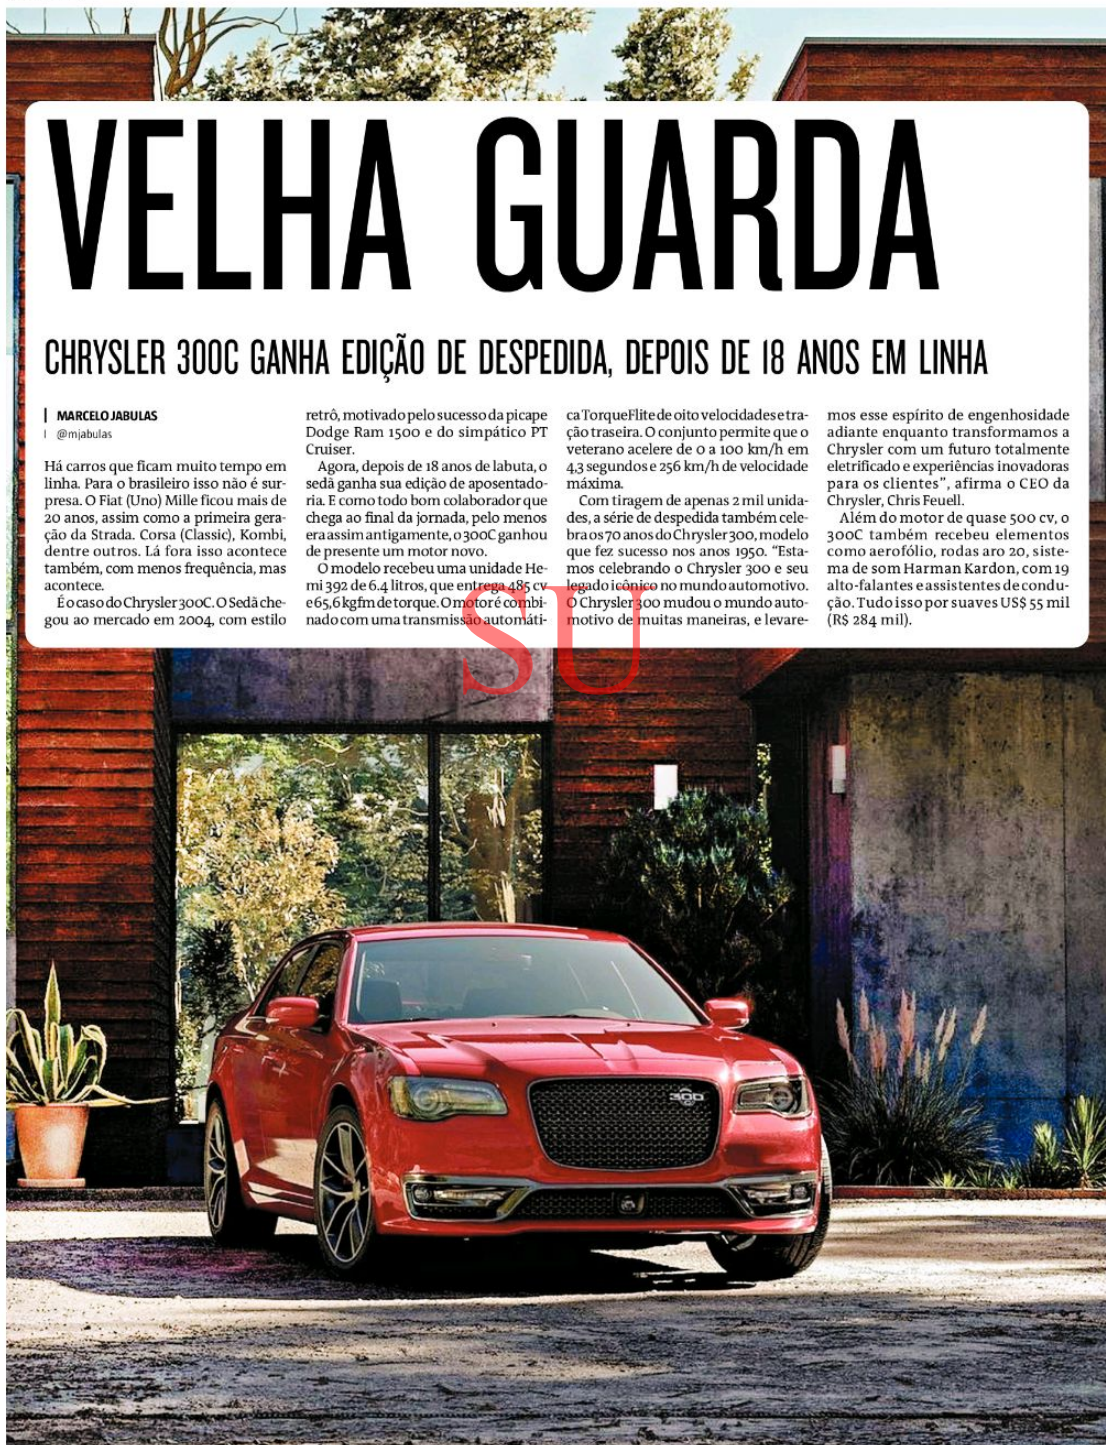 VELHA GUARDA
CHRYSLER 300C GANHA EDIÇÃO DE DESPEDIDA, DEPOIS DE 18 ANOS EM LINHA
MARCELO JABULAS
@mjabulas
Há carros que ficam muito tempo em
linha. Para o brasileiro isso não é sur-
presa. O Fiat (Uno) Mille ficou mais de
20 anos, assim como a primeira gera-
ção da Strada. Corsa (Classic), Kombi,
dentre outros. Lá fora isso acontece
também, com menos frequência, mas
acontece.
É o caso do Chrysler 300C. O Sedã che-
gou ao mercado em 2004, com estilo
retrô, motivado pelo sucesso da picape
Dodge Ram 1500 e do simpático PT
Cruiser.
Agora, depois de 18 anos de labuta, o
sedã ganha sua edição de aposentado-
ria. E como todo bom colaborador que
chega ao final da jornada, pelo menos
era assim antigamente, o 300C ganhou
de presente um motor novo.
O modelo recebeu uma unidade He-
mi 392 de 6.4 litros, que entrega 485 cv
e 65,6 kgfm de torque. O motor é combi-
nado com uma transmissão automáti-
ca TorqueFlite de oito velocidades e tra-
ção traseira. O conjunto permite que o
veterano acelere de 0 a 100 km/h em
4,3 segundos e 256 km/h de velocidade
máxima.
Com tiragem de apenas 2 mil unida-
des, a série de despedida também cele-
bra os 70 anos do Chrysler 300, modelo
que fez sucesso nos anos 1950. “Esta-
mos celebrando o Chrysler 300 e seu
legado icônico no mundo automotivo.
O Chrysler 300 mudou o mundo auto-
motivo de muitas maneiras, e levare-
mos esse espírito de engenhosidade
adiante enquanto transformamos a
Chrysler com um futuro totalmente
eletrificado e experiências inovadoras
para os clientes”, afirma o CEO da
Chrysler, Chris Feuell.
Além do motor de quase 500 cv, o
300C também recebeu elementos
como aerofólio, rodas aro 20, siste-
ma de som Harman Kardon, com 19
alto-falantes e assistentes de condu-
ção. Tudo isso por suaves US$ 55 mil
(R$ 284 mil).
SU
300